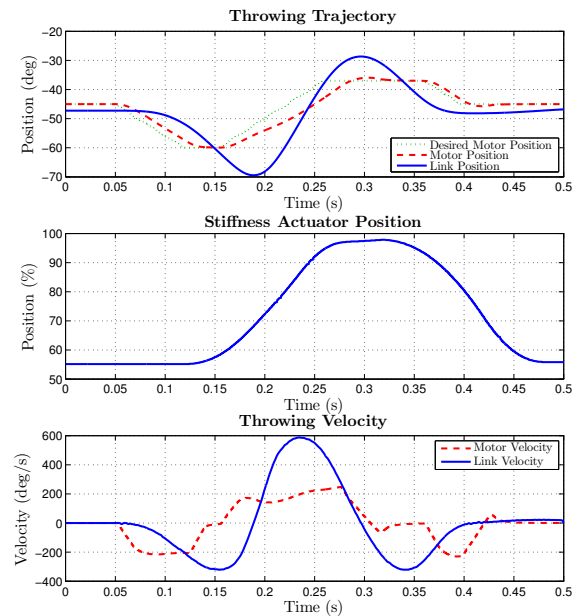 Throwing Trajectory
Position (deg)
-20
-30
-40
-50
-60
-70
Desired Motor Position
Motor Position
Link Position
0 0.05 0.1 0.15 0.2 0.25 0.3 0.35 0.4 0.45 0.5
Time (s)
Stiffness Actuator Position
Position (%)
100
90
80
70
60
50
0 0.05 0.1 0.15 0.2 0.25 0.3 0.35 0.4 0.45 0.5
Time (s)
Throwing Velocity
Velocity (deg/s)
600
400
200
0
-200
-400
Motor Velocity
Link Velocity
0 0.05 0.1 0.15 0.2 0.25 0.3 0.35 0.4 0.45 0.5
Time (s)